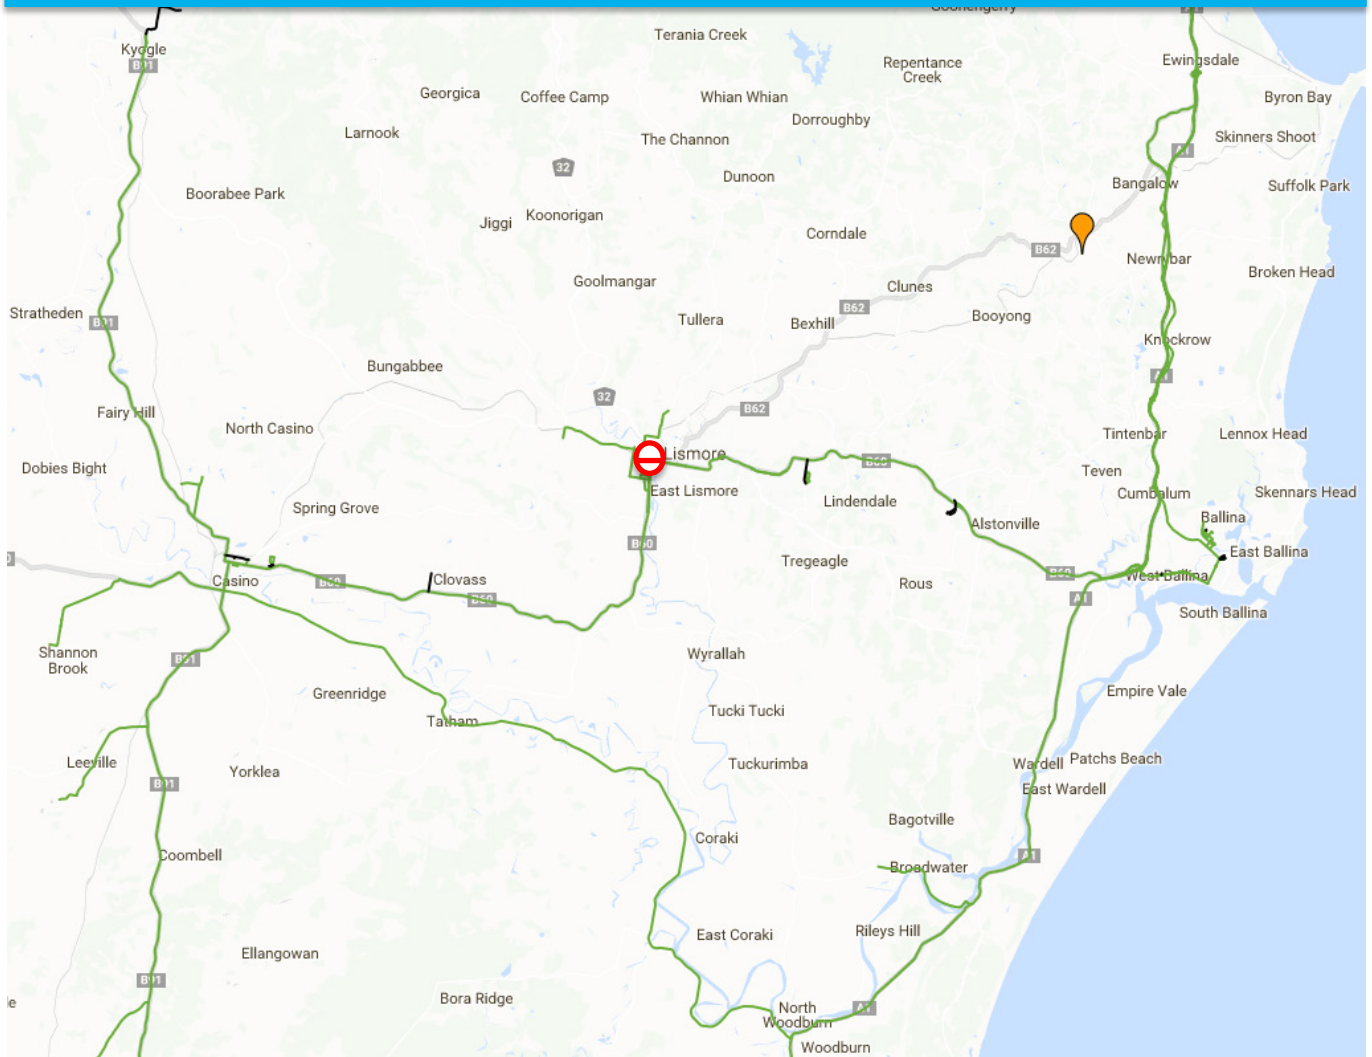 Goonengerry
A1
Terania Creek
Kyogle
B91
Ewingsdale
Repentance
Creek
Georgica
Coffee Camp
Whian Whian
Byron Bay
Dorroughby
Larnook
The Channon
Skinners Shoot
A1
32
Dunoon
Bangalow
Suffolk Park
Boorabee Park
Jiggi
Koonorigan
Corndale
B62
Newrybar
Broken Head
Goolmangar
Clunes
Stratheden
B91
Tullera
Bexhill
B62
Booyong
Knockrow
Bungabbee
A1
32
B62
Fairy Hill
North Casino
Tintenbar
Lennox Head
Lismore
B60
Dobies Bight
Teven
East Lismore
Cumbalum
Skennars Head
Spring Grove
Lindendale
Alstonville
Ballina
B60
East Ballina
Tregeagle
Casino
B60
Clovass
Rous
B60
West Ballina
B60
A1
South Ballina
Shannon
Brook
B91
Wyrallah
Greenridge
Empire Vale
Tatham
Tucki Tucki
Leeville
Yorklea
Tuckurimba
Wardell
Patchs Beach
B91
East Wardell
Bagotville
Coraki
Coombell
A1
Broadwater
East Coraki
Rileys Hill
Ellangowan
B91
Bora Ridge
North
Woodburn
A1
Woodburn